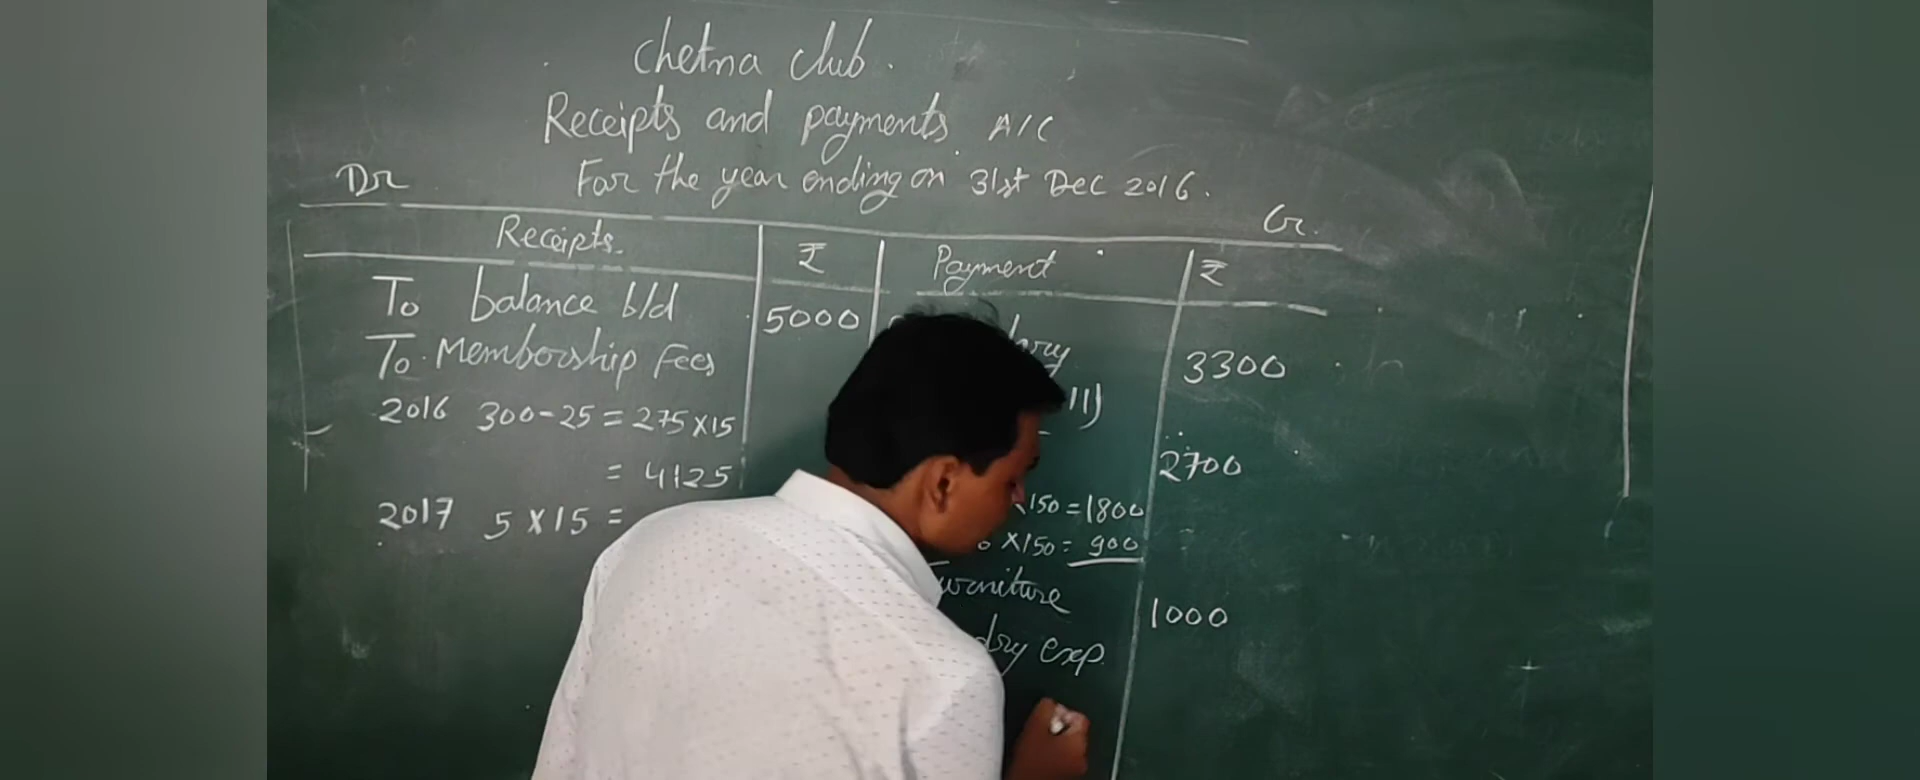 Chetna Club.
Receipts and payments A/C
For the year ending on 31st Dec 2016.
Dr
Cr.
Receipts. ₹ Payment ₹
To balance b/d 5000
To Membership Fees 3300
2016 300-25 = 275 X 15
= 4125 2700
2017 5 X 15 =
150 = 1800
X150 = 900
Furniture 1000
exp.